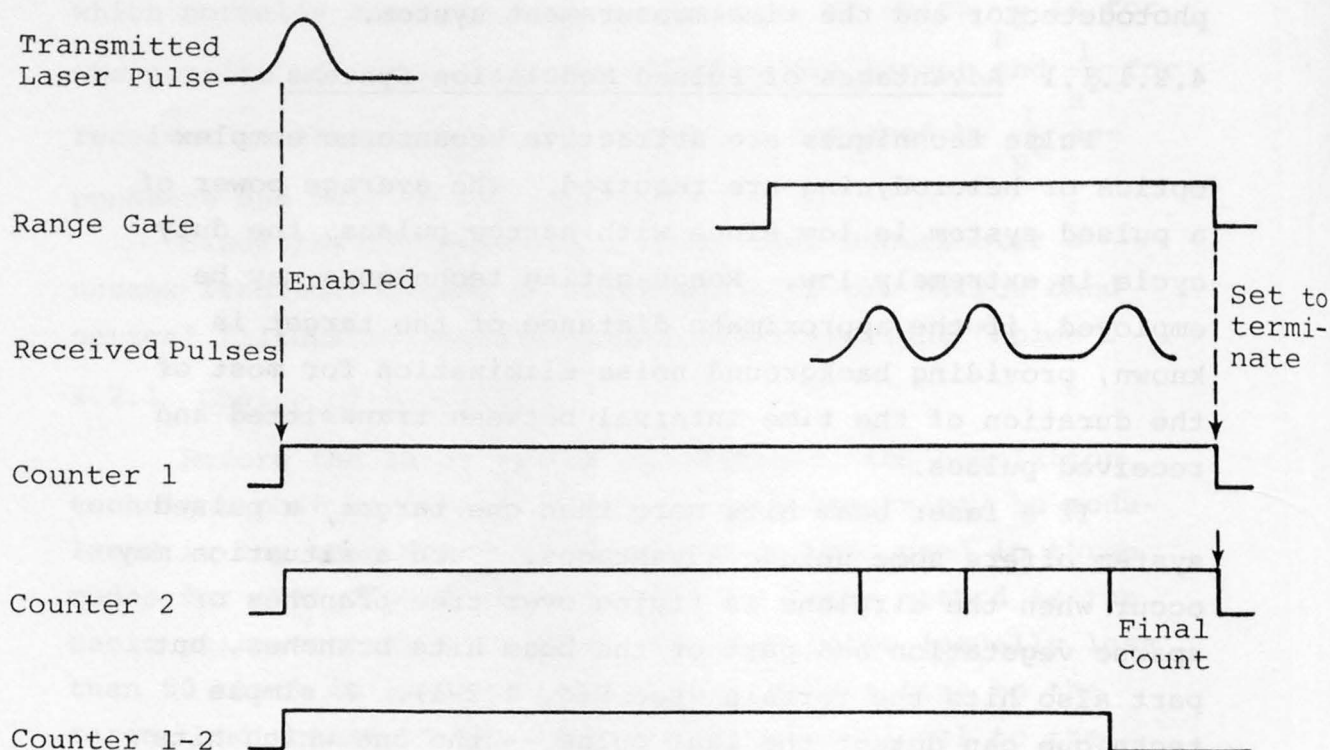 Transmitted
Laser Pulse
Range Gate
Enabled
Received Pulses
Set to
termi-
nate
Counter 1
Counter 2
Final
Count
Counter 1-2